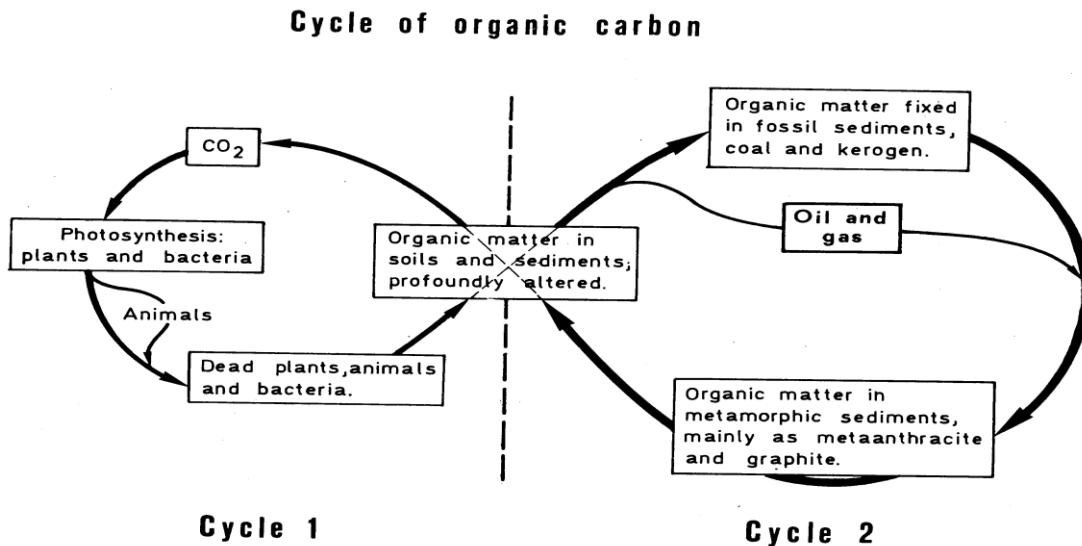 Cycle of organic carbon
CO2
Photosynthesis:
plants and bacteria
Animals
Dead plants,animals
and bacteria.
Organic matter in
soils and sediments;
profoundly altered.
Organic matter fixed
in fossil sediments,
coal and kerogen.
Oil and
gas
Organic matter in
metamorphic sediments,
mainly as metaanthracite
and graphite.
Cycle 1
Cycle 2